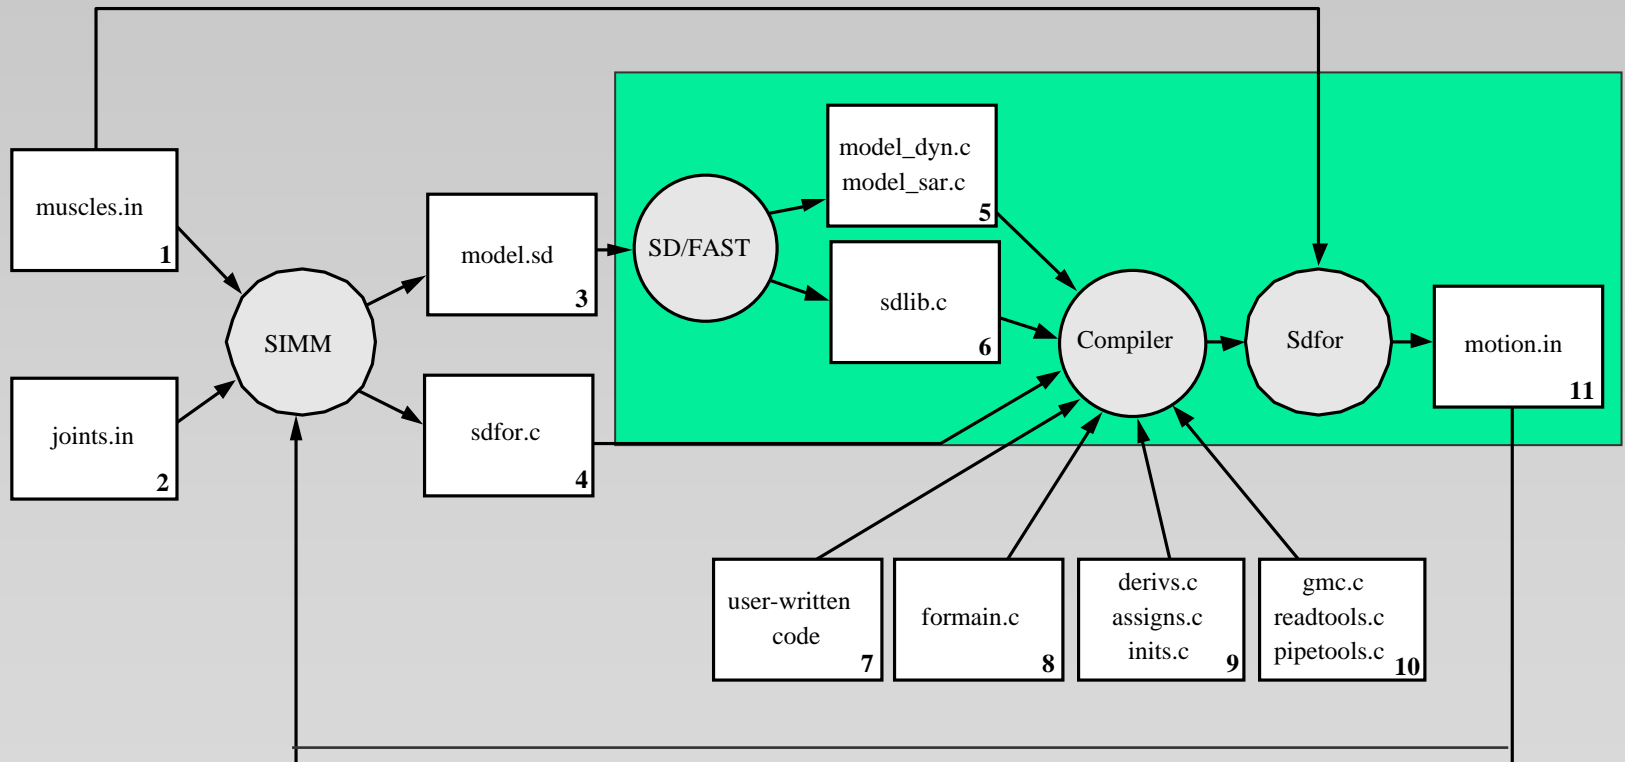 muscles.in
1
joints.in
2
SIMM
model.sd
3
sdfor.c
4
SD/FAST
model_dyn.c
model_sar.c
5
sdlib.c
6
Compiler
Sdfor
motion.in
11
user-written
code
7
formain.c
8
derivs.c
assigns.c
inits.c
9
gmc.c
readtools.c
pipetools.c
10